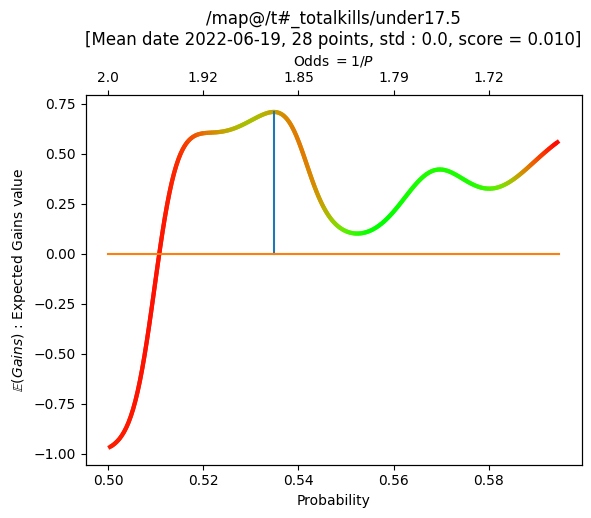 /map@/t#_totalkills/under17.5
[Mean date 2022-06-19, 28 points, std : 0.0, score = 0.010]
Odds = 1/P
2.0 1.92 1.85 1.79 1.72
0.75
0.50
0.25
0.00
−0.25
−0.50
−0.75
−1.00
𝔼(Gains) : Expected Gains value
0.50 0.52 0.54 0.56 0.58
Probability